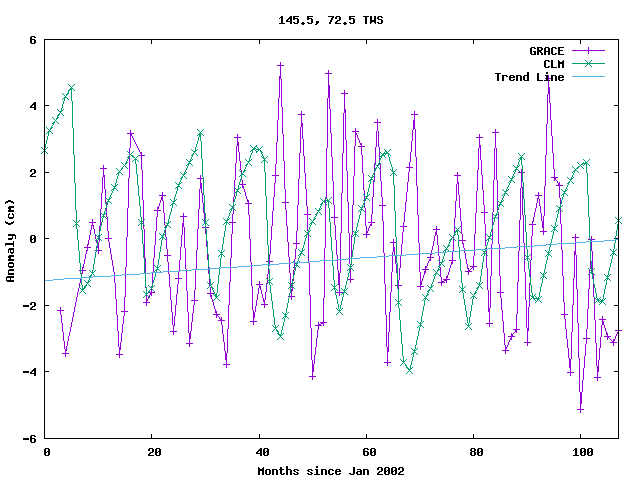 145.5, 72.5 TWS
GRACE
CLM
Trend Line
6
4
2
0
-2
-4
-6
Anomaly (cm)
0 20 40 60 80 100
Months since Jan 2002